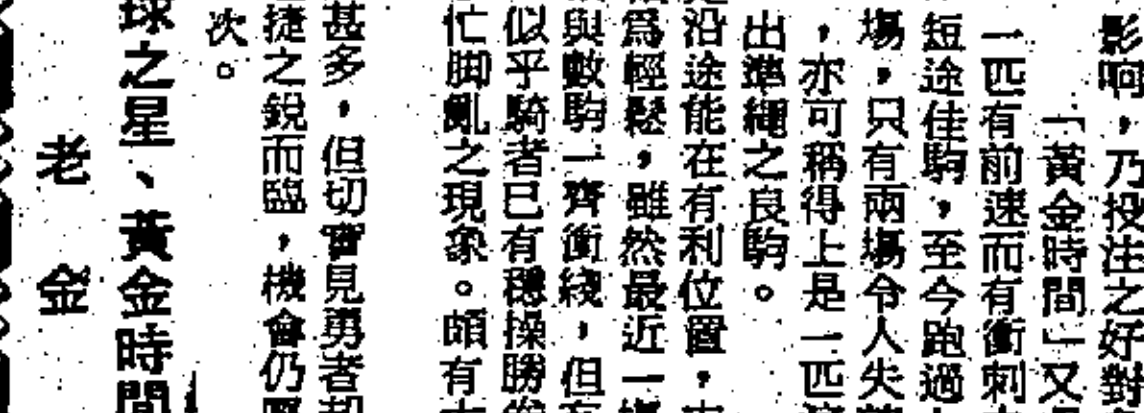 影响，乃投注之好對
「黃金時間」又
一匹有前速而有衝刺
短途佳駒，至今跑過
場，只有兩場令人失
，亦可稱得上是一匹
出準繩之良駒。
沿途能在有利位置，
為輕鬆，雖然最近一
與數駒一齊衝綫，但
似乎騎者已有穩操勝
忙脚亂之現象。頗有
甚多，但切實見勇者却
捷之銳而臨，機會仍
次。
球之星、黃金時間
老金